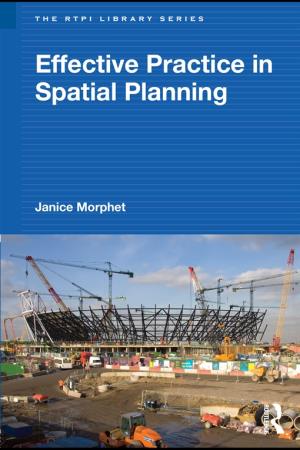 THE RTPI LIBRARY SERIES
Effective Practice in
Spatial Planning
Janice Morphet